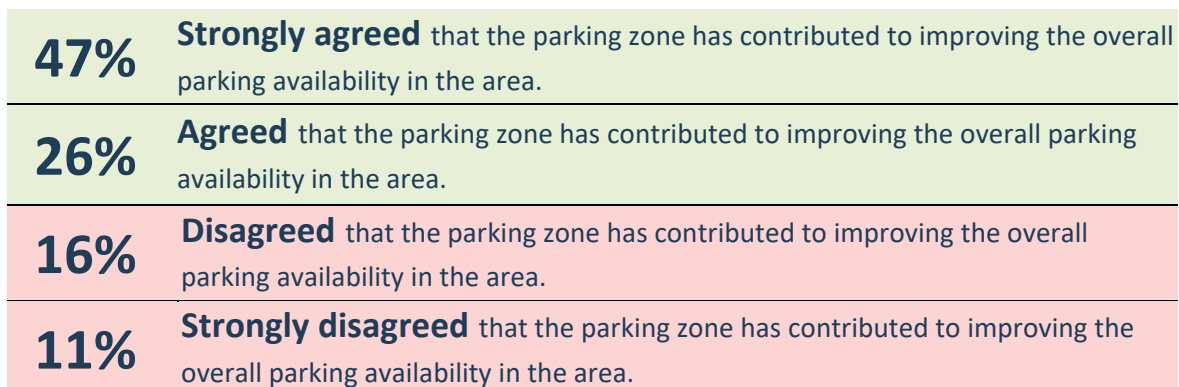 47% Strongly agreed that the parking zone has contributed to improving the overall
parking availability in the area.
26% Agreed that the parking zone has contributed to improving the overall parking
availability in the area.
16% Disagreed that the parking zone has contributed to improving the overall
parking availability in the area.
11% Strongly disagreed that the parking zone has contributed to improving the
overall parking availability in the area.